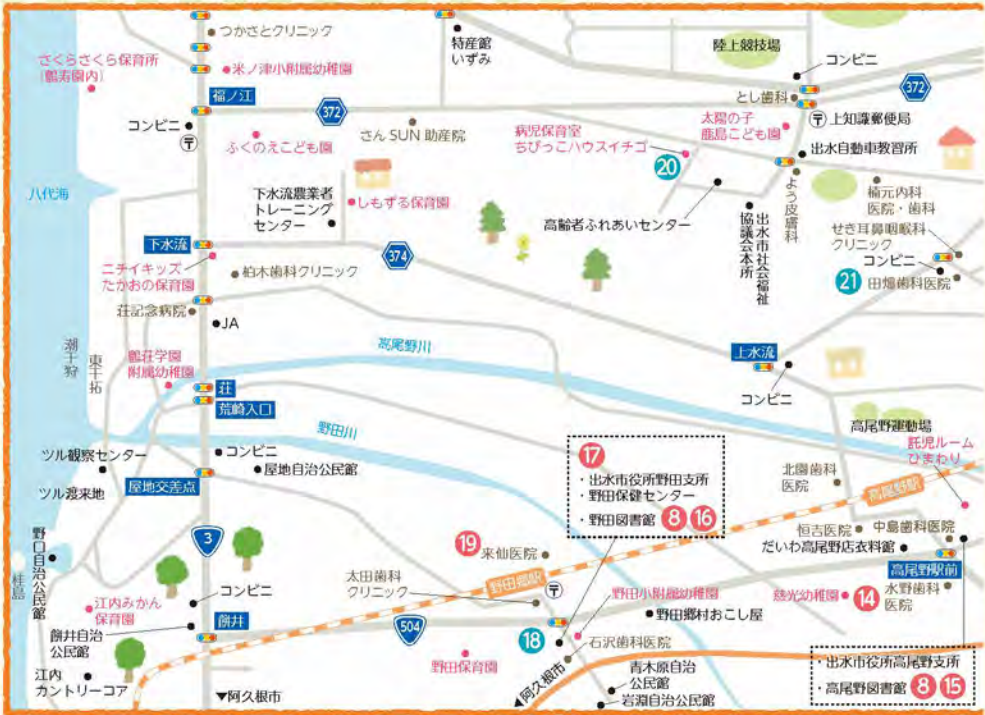 つかさとクリニック
さくらさくら保育所
(鶴寿園内)
米ノ津小附属幼稚園
福ノ江
コンビニ
〒
ふくのえこども園
372
特産館
いずみ
さんSUN助産院
陸上競技場
コンビニ
372
とし歯科
太陽の子
鹿島こども園
〒上知識郵便局
病児保育室
ちびっこハウスイチゴ
20
出水自動車教習所
よう皮膚科
楠元内科
医院・歯科
高齢者ふれあいセンター
出水市社会福祉
協議会本所
せき耳鼻咽喉科
クリニック
コンビニ
21
田畑歯科医院
八代海
下水流農業者
トレーニング
センター
しもずる保育園
下水流
374
ニチイキッズ
たかおの保育園
柏木歯科クリニック
荘記念病院
JA
潮干狩
東干拓
鶴荘学園
附属幼稚園
高尾野川
上水流
コンビニ
荘
荒崎入口
野田川
高尾野運動場
託児ルーム
ひまわり
ツル観察センター
コンビニ
屋地自治公民館
ツル渡来地
屋地交差点
17
・出水市役所野田支所
・野田保健センター
・野田図書館 8 16
北園歯科
医院
高尾野駅
恒吉医院
中島歯科医院
だいわ高尾野店衣料館
高尾野駅前
水野歯科
医院
慈光幼稚園
14
野口自治公民館
桂島
3
19
来仙医院
太田歯科
クリニック
野田郷駅
〒
野田小附属幼稚園
野田郷村おこし屋
江内みかん
保育園
コンビニ
餅井自治
公民館
餅井
504
18
石沢歯科医院
野田保育園
江内
カントリーコア
▼阿久根市
▲阿久根市
青木原自治
公民館
岩淵自治公民館
・出水市役所高尾野支所
・高尾野図書館 8 15